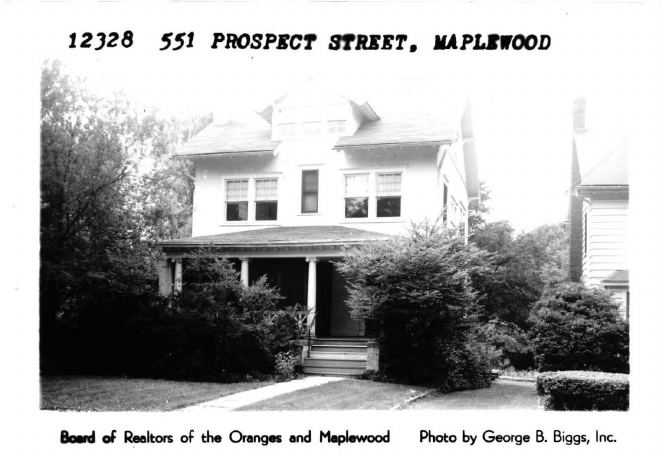 12328 551 PROSPECT STREET, MAPLEWOOD
Board of Realtors of the Oranges and Maplewood Photo by George B. Biggs, Inc.